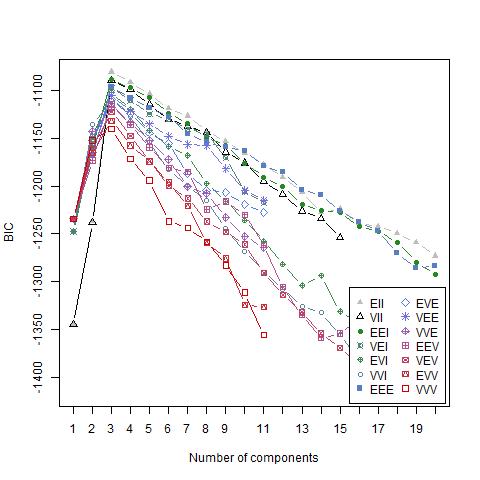 BIC
-1100
-1150
-1200
-1250
-1300
-1350
-1400
EII
VII
EEI
VEI
EVI
VVI
EEE
EVE
VEE
VVE
EEV
VEV
EVV
VVV
1 2 3 4 5 6 7 8 9 11 13 15 17 19
Number of components